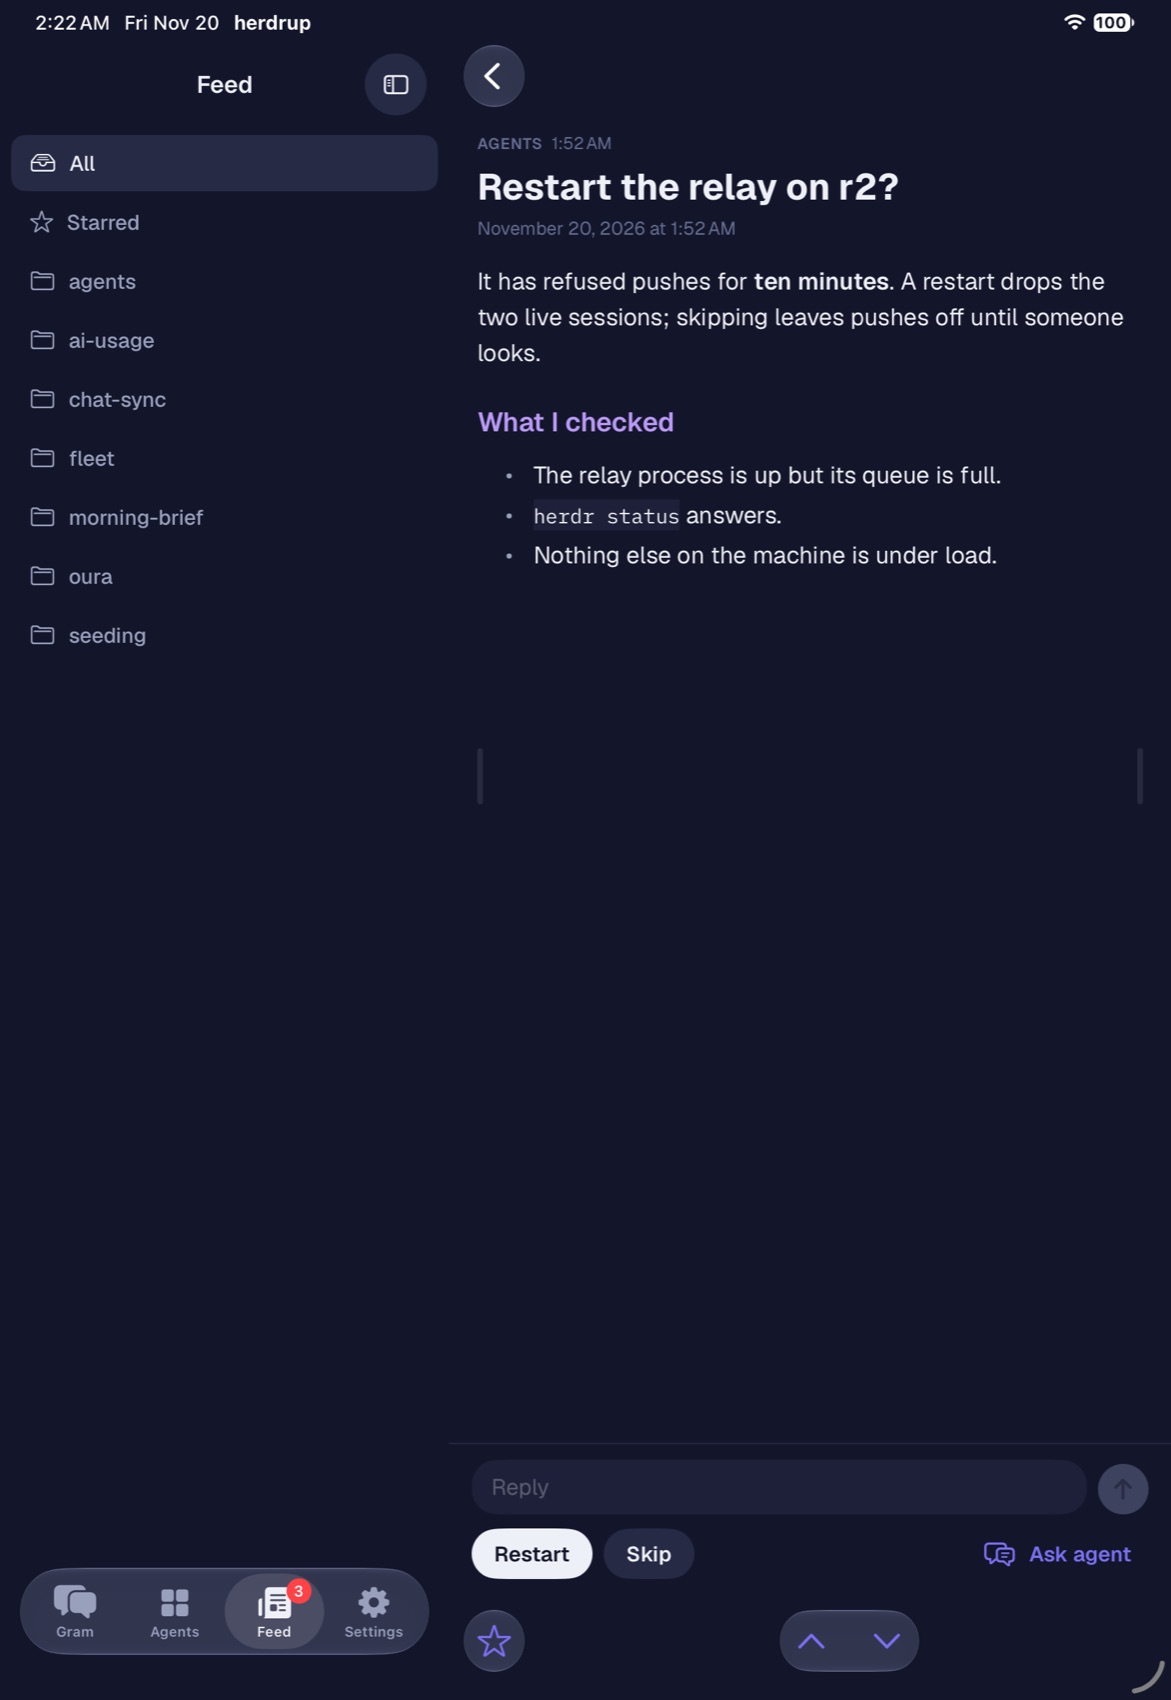 2:22 AM Fri Nov 20 herdrup
100
Feed
All
Starred
agents
ai-usage
chat-sync
fleet
morning-brief
oura
seeding
AGENTS 1:52 AM
Restart the relay on r2?
November 20, 2026 at 1:52 AM
It has refused pushes for ten minutes. A restart drops the
two live sessions; skipping leaves pushes off until someone
looks.
What I checked
• The relay process is up but its queue is full.
• herdr status answers.
• Nothing else on the machine is under load.
Reply
Restart Skip Ask agent
3
Gram Agents Feed Settings